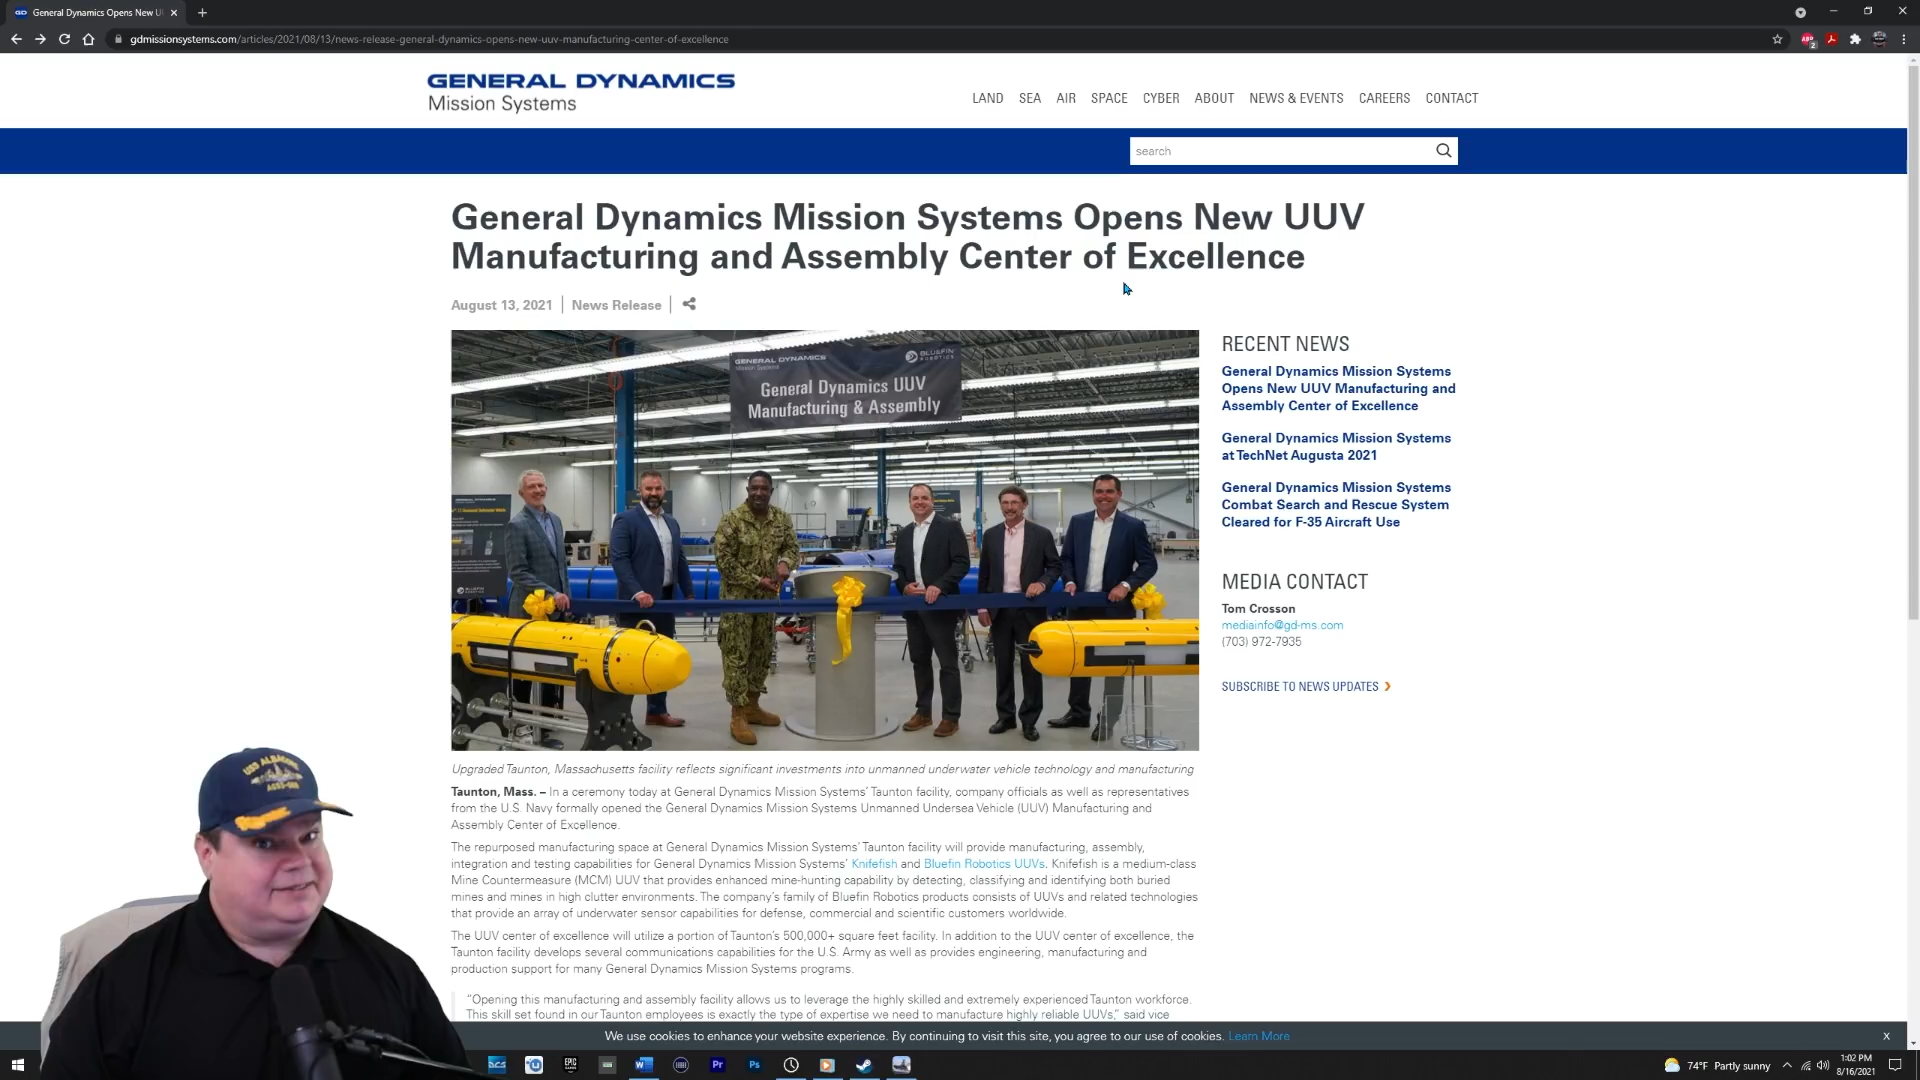 General Dynamics Opens New U
gdmissionsystems.com/articles/2021/08/13/news-release-general-dynamics-opens-new-uuv-manufacturing-center-of-excellence
GENERAL DYNAMICS
Mission Systems
LAND SEA AIR SPACE CYBER ABOUT NEWS & EVENTS CAREERS CONTACT
search
General Dynamics Mission Systems Opens New UUV
Manufacturing and Assembly Center of Excellence
August 13, 2021 | News Release |
GENERAL DYNAMICS
Mission Systems
BLUEFIN
ROBOTICS
General Dynamics UUV
Manufacturing & Assembly
GENERAL DYNAMICS
BLUEFIN
Upgraded Taunton, Massachusetts facility reflects significant investments into unmanned underwater vehicle technology and manufacturing
Taunton, Mass. – In a ceremony today at General Dynamics Mission Systems' Taunton facility, company officials as well as representatives
from the U.S. Navy formally opened the General Dynamics Mission Systems Unmanned Undersea Vehicle (UUV) Manufacturing and
Assembly Center of Excellence.
The repurposed manufacturing space at General Dynamics Mission Systems' Taunton facility will provide manufacturing, assembly,
integration and testing capabilities for General Dynamics Mission Systems' Knifefish and Bluefin Robotics UUVs. Knifefish is a medium-class
Mine Countermeasure (MCM) UUV that provides enhanced mine-hunting capability by detecting, classifying and identifying both buried
mines and mines in high clutter environments. The company's family of Bluefin Robotics products consists of UUVs and related technologies
that provide an array of underwater sensor capabilities for defense, commercial and scientific customers worldwide.
The UUV center of excellence will utilize a portion of Taunton's 500,000+ square feet facility. In addition to the UUV center of excellence, the
Taunton facility develops several communications capabilities for the U.S. Army as well as provides engineering, manufacturing and
production support for many General Dynamics Mission Systems programs.
"Opening this manufacturing and assembly facility allows us to leverage the highly skilled and extremely experienced Taunton workforce.
This skill set found in our Taunton employees is exactly the type of expertise we need to manufacture highly reliable UUVs," said vice
RECENT NEWS
General Dynamics Mission Systems
Opens New UUV Manufacturing and
Assembly Center of Excellence
General Dynamics Mission Systems
at TechNet Augusta 2021
General Dynamics Mission Systems
Combat Search and Rescue System
Cleared for F-35 Aircraft Use
MEDIA CONTACT
Tom Crosson
mediainfo@gd-ms.com
(703) 972-7935
SUBSCRIBE TO NEWS UPDATES
USS ALBACORE
AGSS-569
We use cookies to enhance your website experience. By continuing to visit this site, you agree to our use of cookies. Learn More
X
DCS
EPIC
GAMES
Pr
Ps
74°F Partly sunny
1:02 PM
8/16/2021